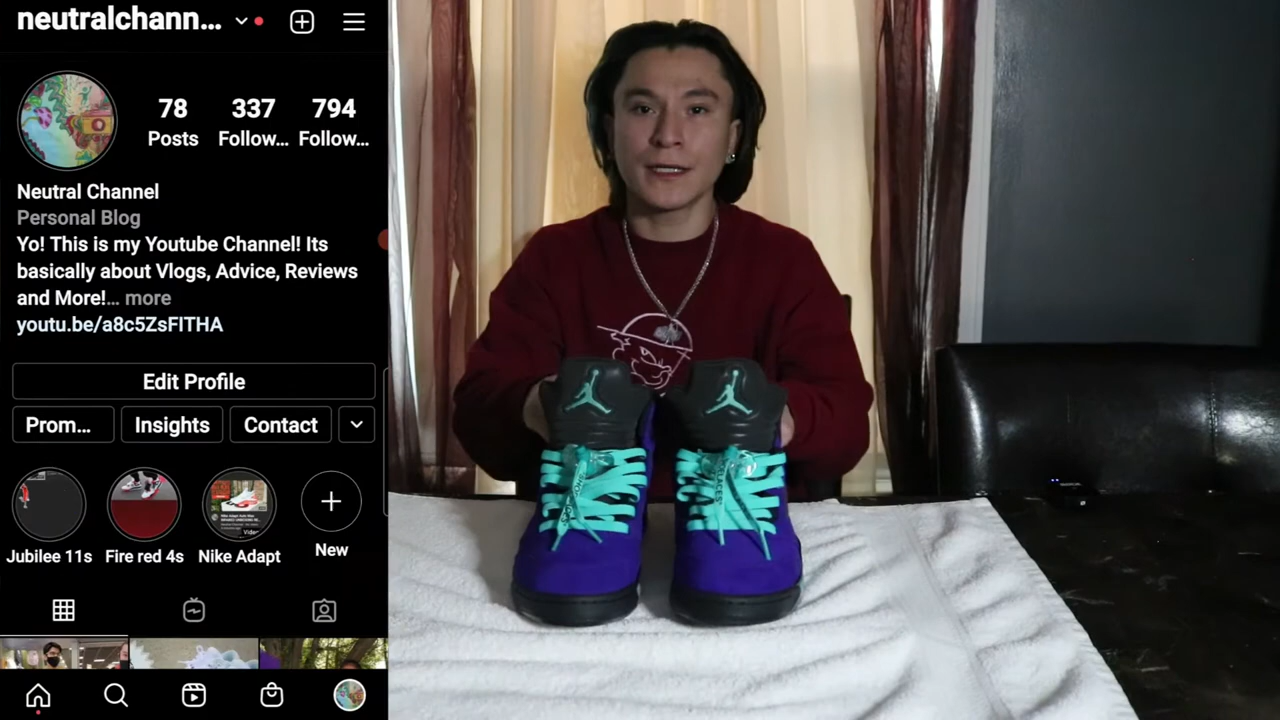 neutralchann...
78
337
794
Posts
Follow...
Follow...
Neutral Channel
Personal Blog
Yo! This is my Youtube Channel! Its
basically about Vlogs, Advice, Reviews
and More!... more
youtu.be/a8c5ZsFITHA
Edit Profile
Prom...
Insights
Contact
Jubilee 11s
Fire red 4s
Nike Adapt
New